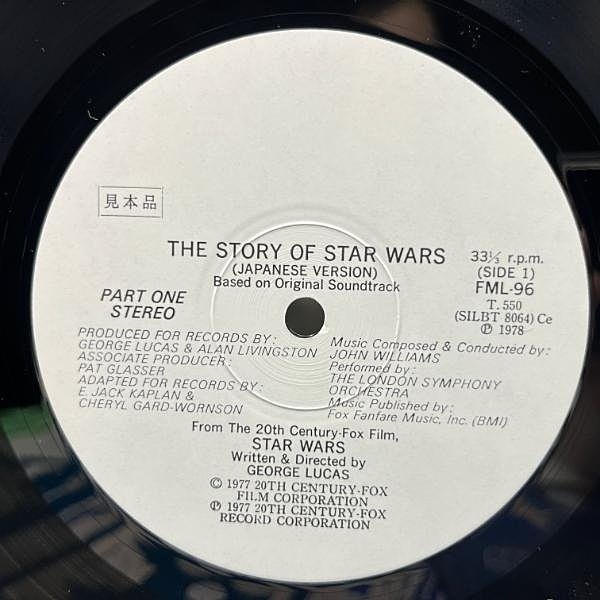 見本品
THE STORY OF STAR WARS
(JAPANESE VERSION)
Based on Original Soundtrack
33⅓ r.p.m.
(SIDE 1)
FML-96
T. 550
(SILBT 8064) Ce
Ⓟ 1978
PART ONE
STEREO
PRODUCED FOR RECORDS BY:
GEORGE LUCAS & ALAN LIVINGSTON
ASSOCIATE PRODUCER:
PAT GLASSER
ADAPTED FOR RECORDS BY:
E. JACK KAPLAN &
CHERYL GARD-WORNSON
Music Composed & Conducted by:
JOHN WILLIAMS
Performed by:
THE LONDON SYMPHONY
ORCHESTRA
Music Published by:
Fox Fanfare Music, Inc. (BMI)
From The 20th Century-Fox Film,
STAR WARS
Written & Directed by
GEORGE LUCAS
© 1977 20TH CENTURY-FOX
FILM CORPORATION
Ⓟ 1977 20TH CENTURY-FOX
RECORD CORPORATION